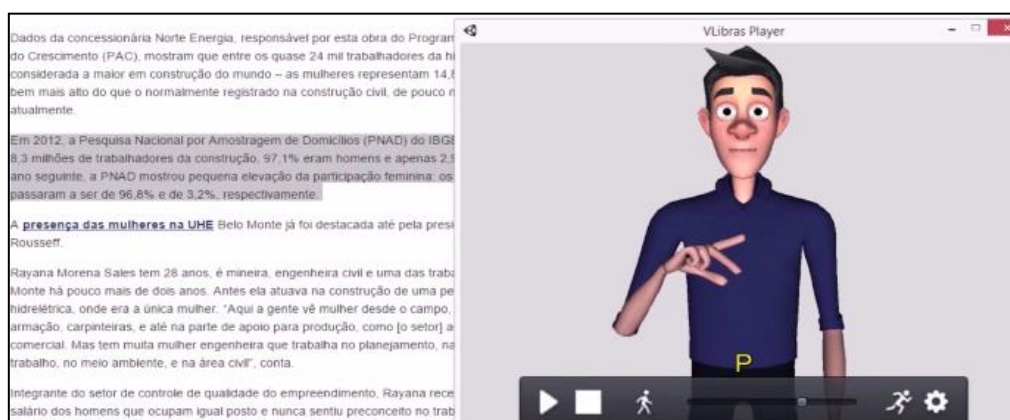 Dados da concessionária Norte Energia, responsável por esta obra do Program
do Crescimento (PAC), mostram que entre os quase 24 mil trabalhadores da hi
considerada a maior em construção do mundo – as mulheres representam 14,8
bem mais alto do que o normalmente registrado na construção civil, de pouco m
atualmente.
Em 2012, a Pesquisa Nacional por Amostragem de Domicílios (PNAD) do IBGE
8,3 milhões de trabalhadores da construção, 97,1% eram homens e apenas 2,9
ano seguinte, a PNAD mostrou pequena elevação da participação feminina: os
passaram a ser de 96,8% e de 3,2%, respectivamente.
A presença das mulheres na UHE Belo Monte já foi destacada até pela presi
Rousseff.
Rayana Morena Sales tem 28 anos, é mineira, engenheira civil e uma das traba
Monte há pouco mais de dois anos. Antes ela atuava na construção de uma pe
hidrelétrica, onde era a única mulher. “Aqui a gente vê mulher desde o campo,
armação, carpinteiras, e até na parte de apoio para produção, como [o setor] a
comercial. Mas tem muita mulher engenheira que trabalha no planejamento, na
trabalho, no meio ambiente, e na área civil”, conta.
Integrante do setor de controle de qualidade do empreendimento, Rayana rece
salário dos homens que ocupam igual posto e nunca sentiu preconceito no trab
VLibras Player
P